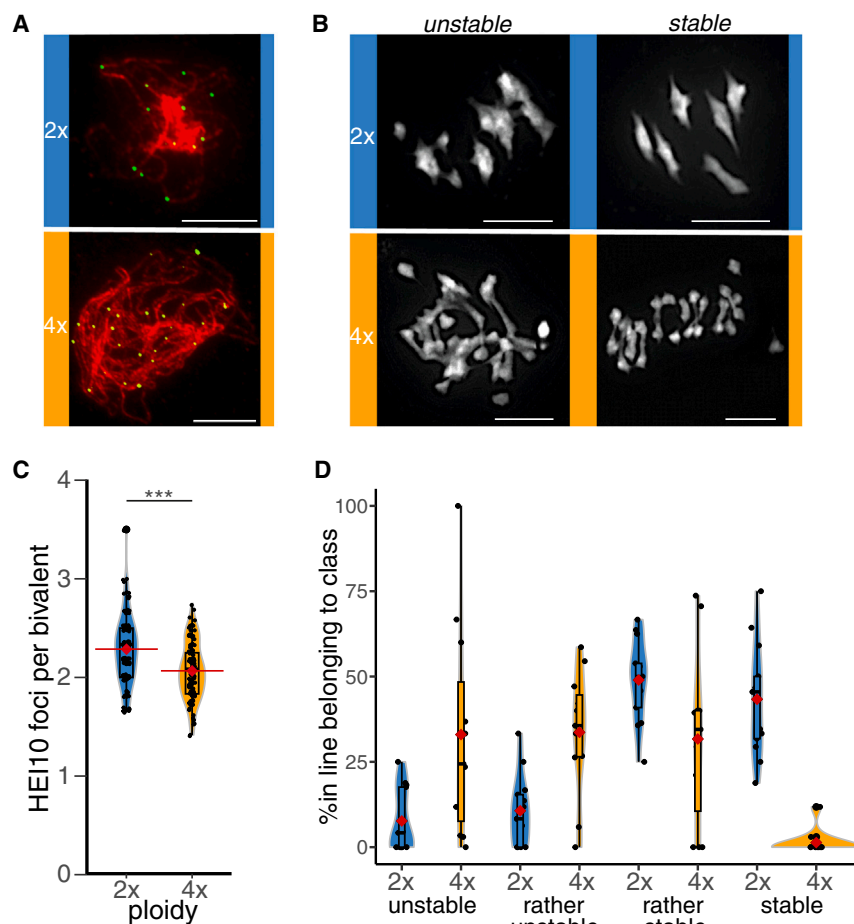 A
B
unstable
stable
2x
2x
4x
4x
C
D
4
3
2
1
0
***
HEI10 foci per bivalent
2x
4x
ploidy
100
75
50
25
0
%in line belonging to class
2x
4x
2x
4x
2x
4x
2x
4x
unstable
rather
rather
stable
unstable
stable